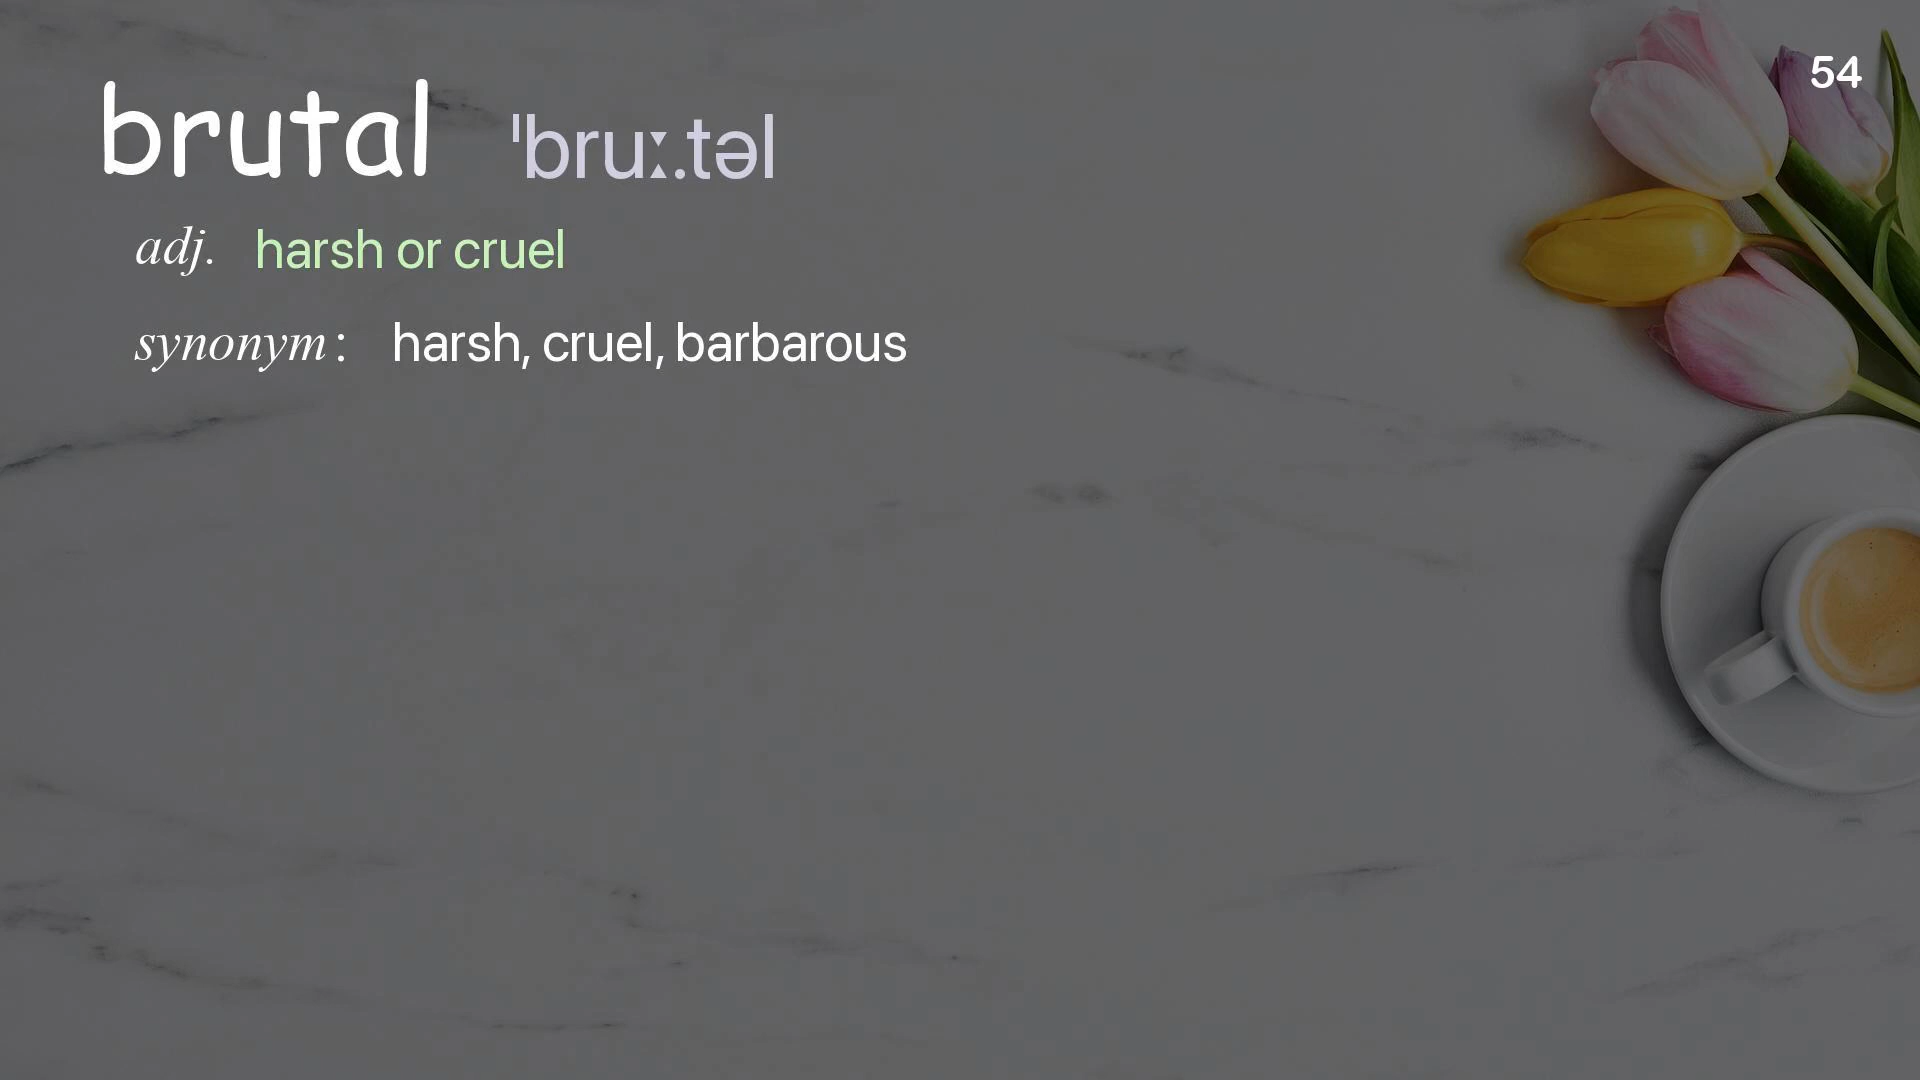 54
brutal ˈbruː.təl
adj. harsh or cruel
synonym: harsh, cruel, barbarous